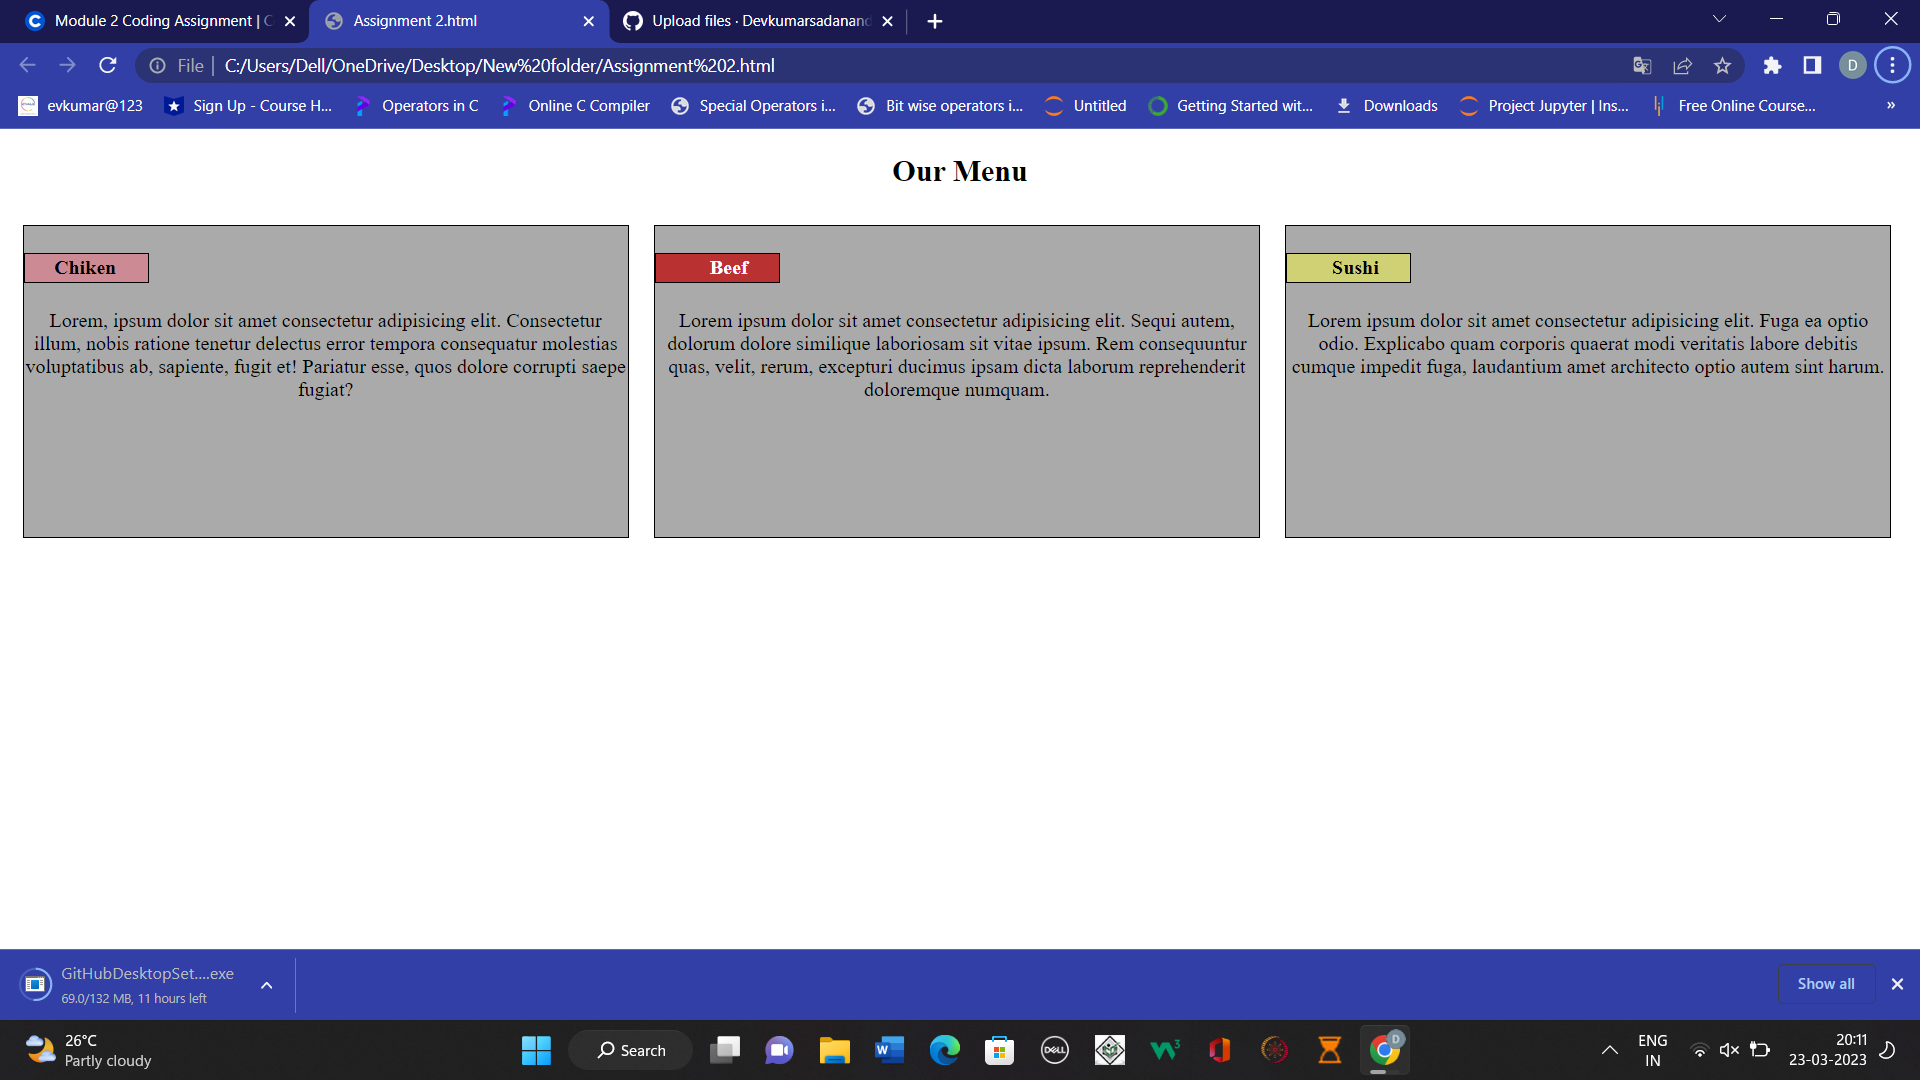 Module 2 Coding Assignment | C
Assignment 2.html
Upload files · Devkumarsadanand
File
C:/Users/Dell/OneDrive/Desktop/New%20folder/Assignment%202.html
D
evkumar@123
Sign Up - Course H...
Operators in C
Online C Compiler
Special Operators i...
Bit wise operators i...
Untitled
Getting Started wit...
Downloads
Project Jupyter | Ins...
Free Online Course...
»
Our Menu
Chiken
Lorem, ipsum dolor sit amet consectetur adipisicing elit. Consectetur
illum, nobis ratione tenetur delectus error tempora consequatur molestias
voluptatibus ab, sapiente, fugit et! Pariatur esse, quos dolore corrupti saepe
fugiat?
Beef
Lorem ipsum dolor sit amet consectetur adipisicing elit. Sequi autem,
dolorum dolore similique laboriosam sit vitae ipsum. Rem consequuntur
quas, velit, rerum, excepturi ducimus ipsam dicta laborum reprehenderit
doloremque numquam.
Sushi
Lorem ipsum dolor sit amet consectetur adipisicing elit. Fuga ea optio
odio. Explicabo quam corporis quaerat modi veritatis labore debitis
cumque impedit fuga, laudantium amet architecto optio autem sint harum.
GitHubDesktopSet....exe
69.0/132 MB, 11 hours left
Show all
26°C
Partly cloudy
Search
DELL
ENG
IN
20:11
23-03-2023